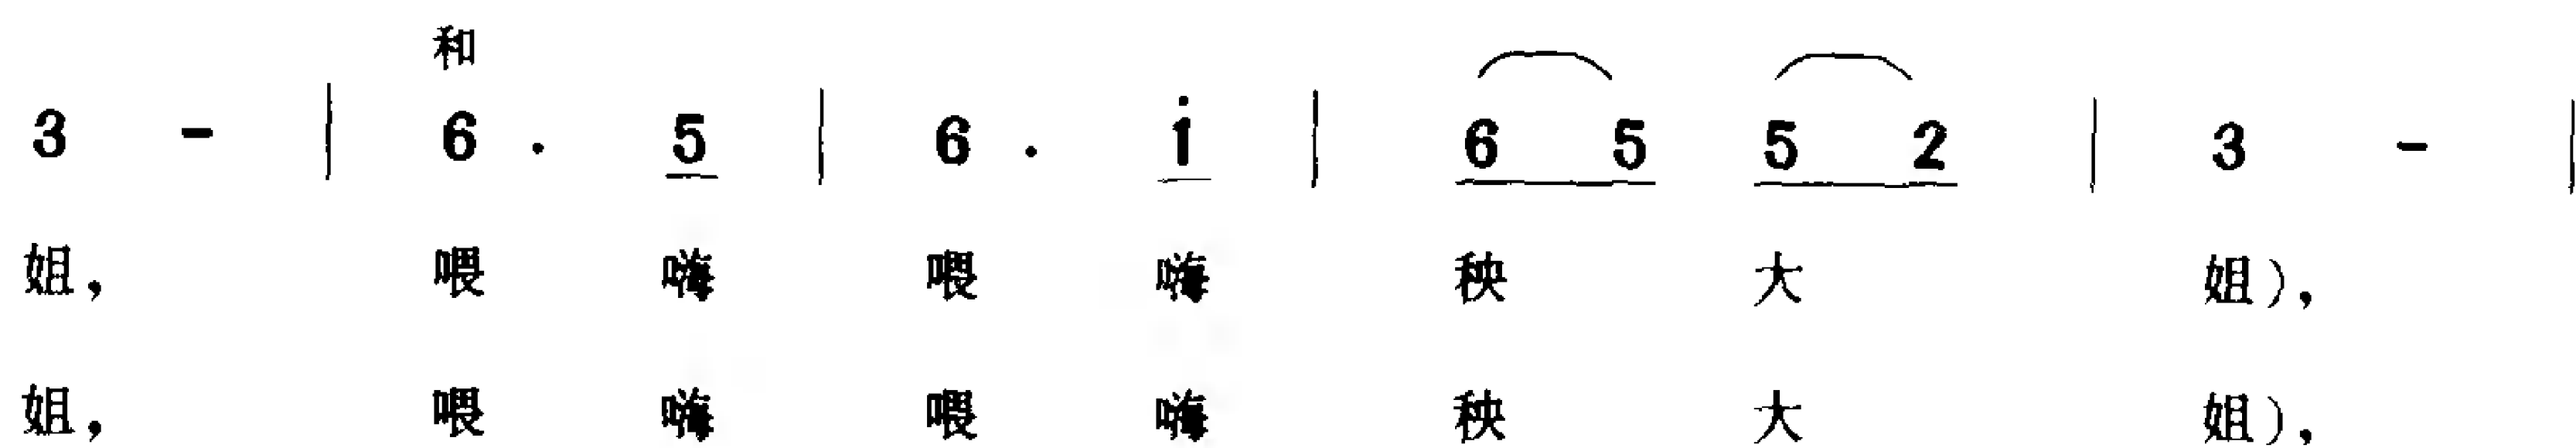 和
3 - | 6 . 5 | 6 . i | 6 5 5 2 | 3 - |
姐， 喂 嗨 喂 嗨 秧 大 姐），
姐， 喂 嗨 喂 嗨 秧 大 姐），